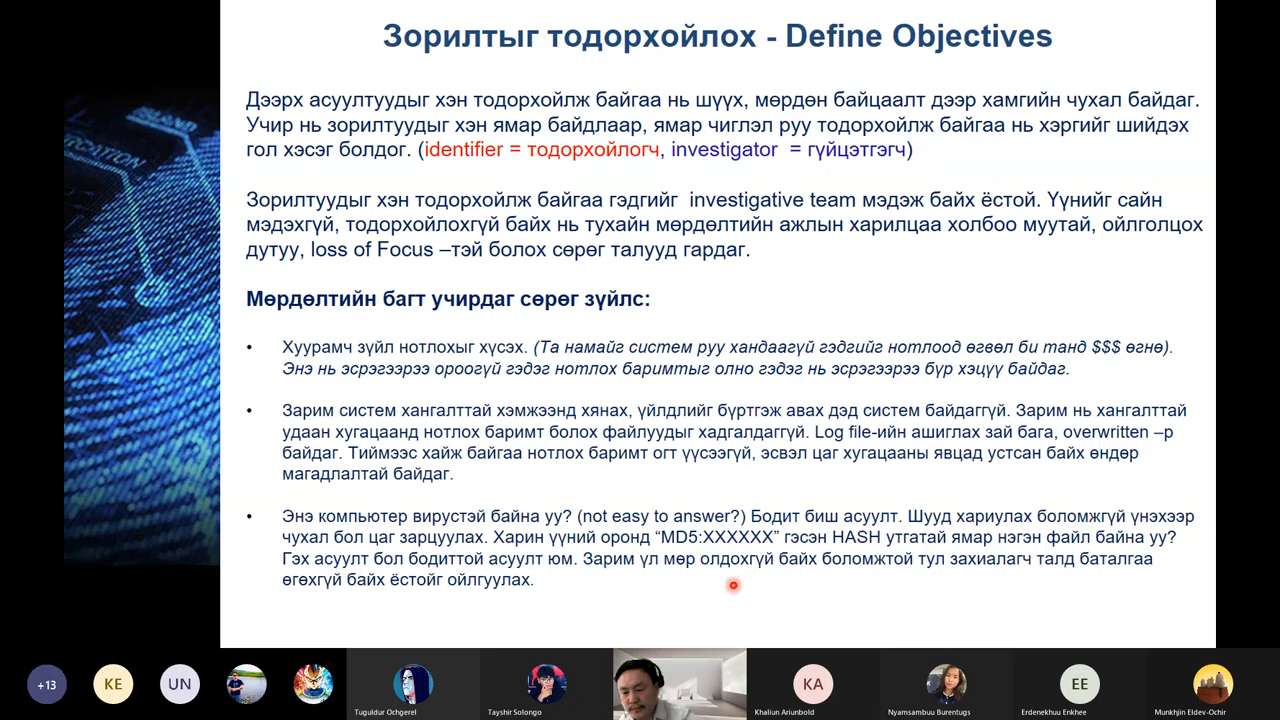 Зорилтыг тодорхойлох - Define Objectives
Дээрх асуултуудыг хэн тодорхойлж байгаа нь шүүх, мөрдөн байцаалт дээр хамгийн чухал байдаг.
Учир нь зорилтуудыг хэн ямар байдлаар, ямар чиглэл руу тодорхойлж байгаа нь хэргийг шийдэх
гол хэсэг болдог. (identifier = тодорхойлогч, investigator = гүйцэтгэгч)
Зорилтуудыг хэн тодорхойлж байгаа гэдгийг investigative team мэдэж байх ёстой. Үүнийг сайн
мэдэхгүй, тодорхойлохгүй байх нь тухайн мөрдөлтийн ажлын харилцаа холбоо муутай, ойлголцох
дутуу, loss of Focus –тэй болох сөрөг талууд гардаг.
Мөрдөлтийн багт учирдаг сөрөг зүйлс:
• Хуурамч зүйл нотлохыг хүсэх. (Та намайг систем руу хандаагүй гэдгийг нотлоод өгвөл би танд $$$ өгнө).
Энэ нь эсрэгээрээ ороогүй гэдэг нотлох баримтыг олно гэдэг нь эсрэгээрээ бүр хэцүү байдаг.
• Зарим систем хангалттай хэмжээнд хянах, үйлдлийг бүртгэж авах дэд систем байдаггүй. Зарим нь хангалттай
удаан хугацаанд нотлох баримт болох файлуудыг хадгалдаггүй. Log file-ийн ашиглах зай бага, overwritten –р
байдаг. Тиймээс хайж байгаа нотлох баримт огт үүсээгүй, эсвэл цаг хугацааны явцад устсан байх өндөр
магадлалтай байдаг.
• Энэ компьютер вирустэй байна уу? (not easy to answer?) Бодит биш асуулт. Шууд хариулах боломжгүй үнэхээр
чухал бол цаг зарцуулах. Харин үүний оронд “MD5:XXXXXX” гэсэн HASH утгатай ямар нэгэн файл байна уу?
Гэх асуулт бол бодиттой асуулт юм. Зарим үл мөр олдохгүй байх боломжтой тул захиалагч талд баталгаа
өгөхгүй байх ёстойг ойлгуулах.
+13
KE
UN
KA
EE
Tuguldur Ochgerel
Tayshir Solongo
Khaliun Ariunbold
Nyamsambuu Burentugs
Erdenekhuu Enkhee
Munkhjin Eldev-Ochir